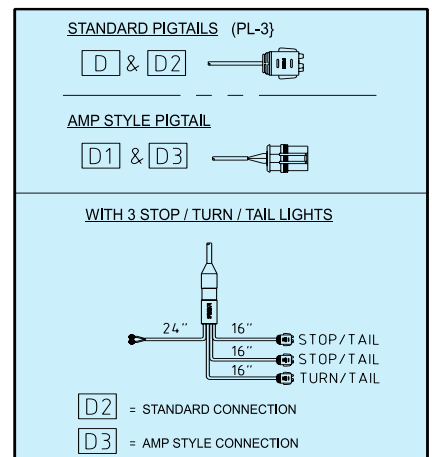 STANDARD PIGTAILS (PL-3}
D & D2
AMP STYLE PIGTAIL
D1 & D3
WITH 3 STOP / TURN / TAIL LIGHTS
24" 16" STOP/TAIL
16" STOP/TAIL
16" TURN/TAIL
D2 = STANDARD CONNECTION
D3 = AMP STYLE CONNECTION